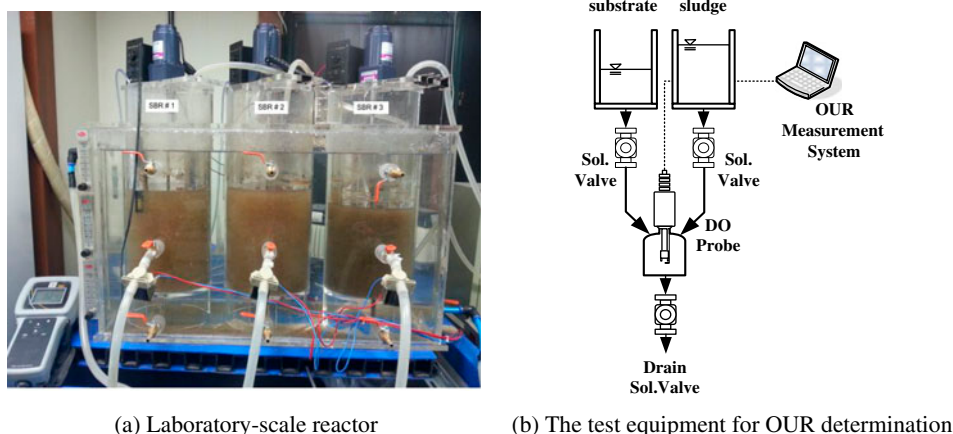 SBR # 1
SBR # 2
SBR # 3
(a) Laboratory-scale reactor
substrate
sludge
OUR
Measurement
System
Sol.
Valve
Sol.
Valve
DO
Probe
Drain
Sol.Valve
(b) The test equipment for OUR determination